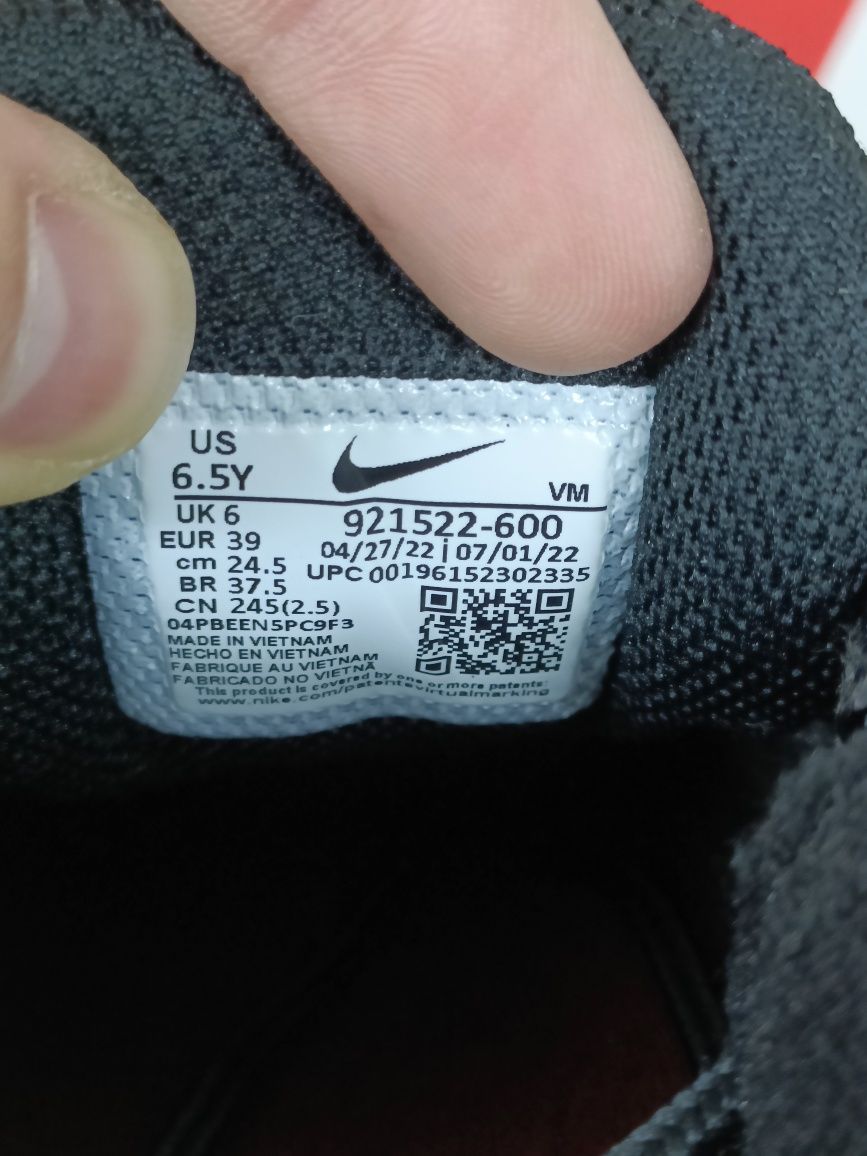 US
6.5Y
VM
UK 6
EUR 39
cm 24.5
BR 37.5
CN 245(2.5)
921522-600
04/27/22 | 07/01/22
UPC 00196152302335
04PBEEN5PC9F3
MADE IN VIETNAM
HECHO EN VIETNAM
FABRIQUE AU VIETNAM
FABRICADO NO VIETNÃ
This product is covered by one or more patents:
www.nike.com/patentsvirtualmarking